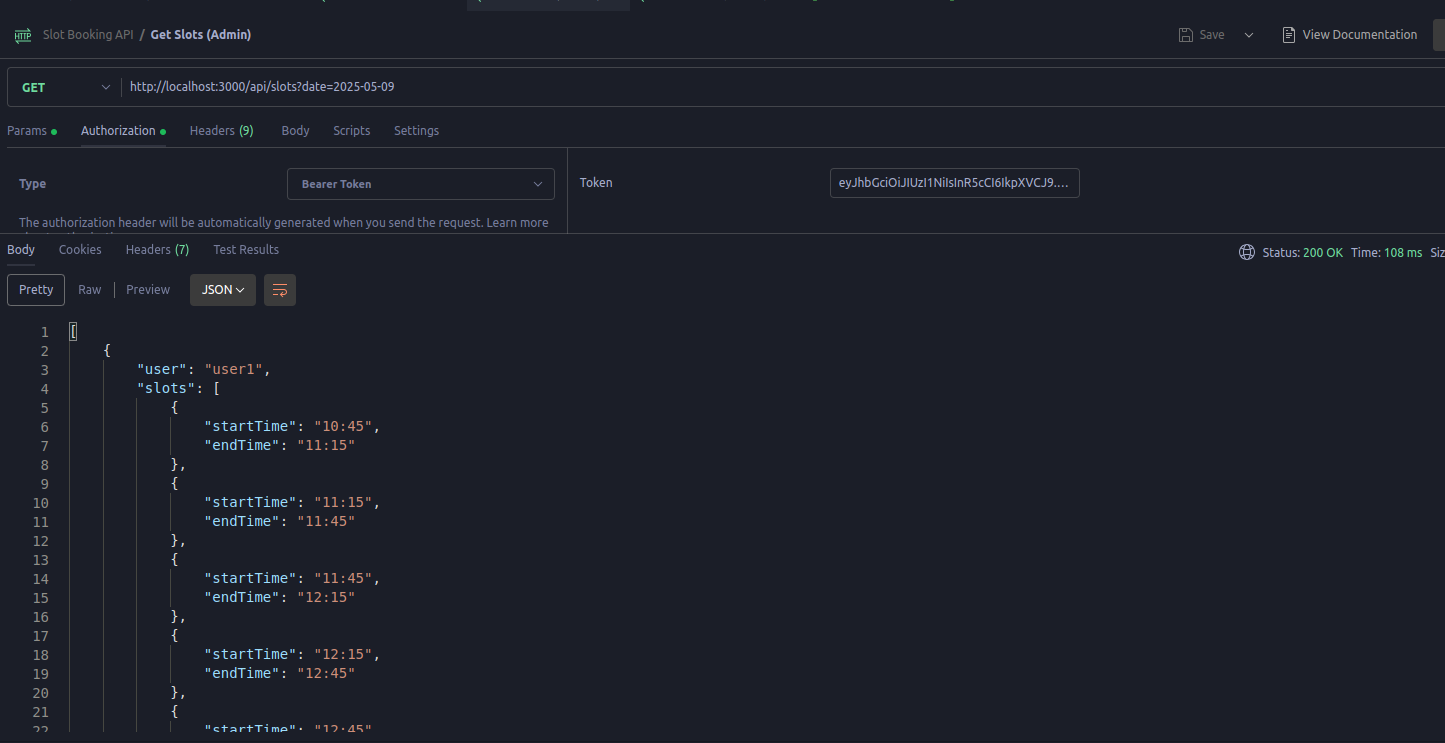 HTTP Slot Booking API / Get Slots (Admin) Save View Documentation
GET http://localhost:3000/api/slots?date=2025-05-09
Params Authorization Headers (9) Body Scripts Settings
Type Bearer Token Token eyJhbGciOiJIUzI1NiIsInR5cCI6IkpXVCJ9....
The authorization header will be automatically generated when you send the request. Learn more
Body Cookies Headers (7) Test Results Status: 200 OK Time: 108 ms Siz
Pretty Raw Preview JSON
1 [
2 {
3 "user": "user1",
4 "slots": [
5 {
6 "startTime": "10:45",
7 "endTime": "11:15"
8 },
9 {
10 "startTime": "11:15",
11 "endTime": "11:45"
12 },
13 {
14 "startTime": "11:45",
15 "endTime": "12:15"
16 },
17 {
18 "startTime": "12:15",
19 "endTime": "12:45"
20 },
21 {
22 "startTime": "12:45"